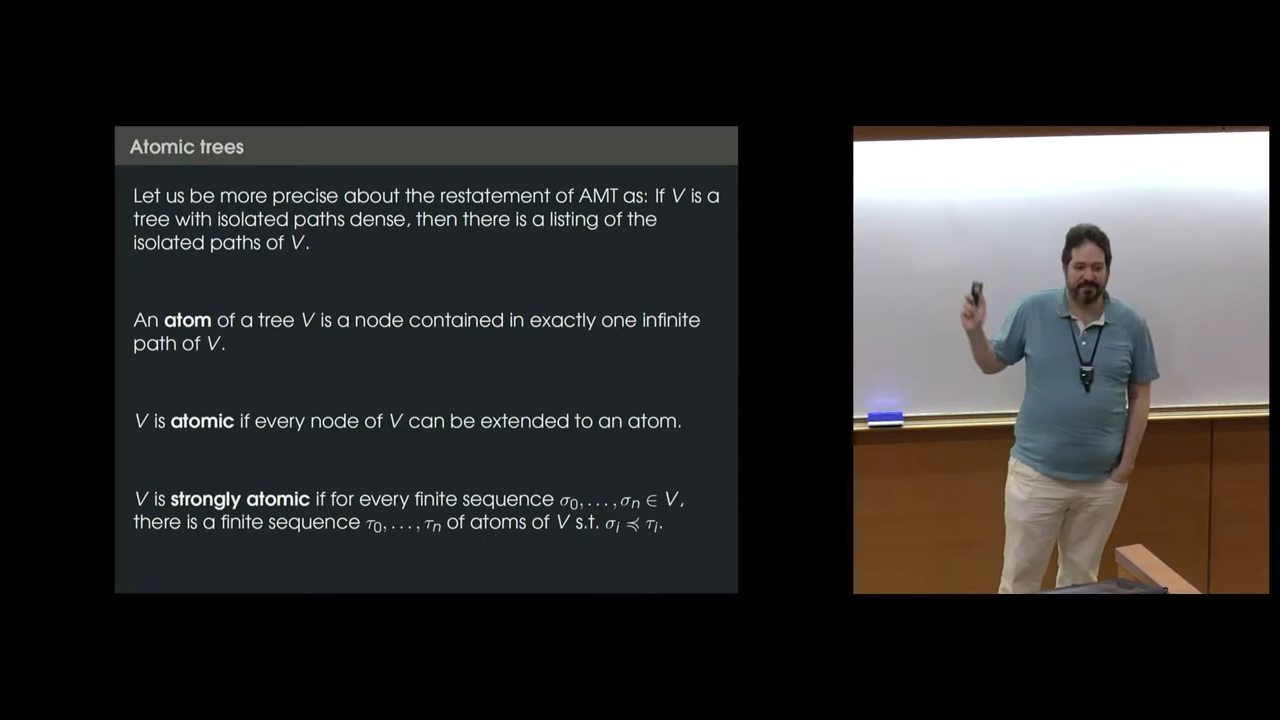 Atomic trees
Let us be more precise about the restatement of AMT as: If V is a
tree with isolated paths dense, then there is a listing of the
isolated paths of V.
An atom of a tree V is a node contained in exactly one infinite
path of V.
V is atomic if every node of V can be extended to an atom.
V is strongly atomic if for every finite sequence σ₀, . . . , σₙ ∈ V,
there is a finite sequence τ₀, . . . , τₙ of atoms of V s.t. σᵢ ≼ τᵢ.